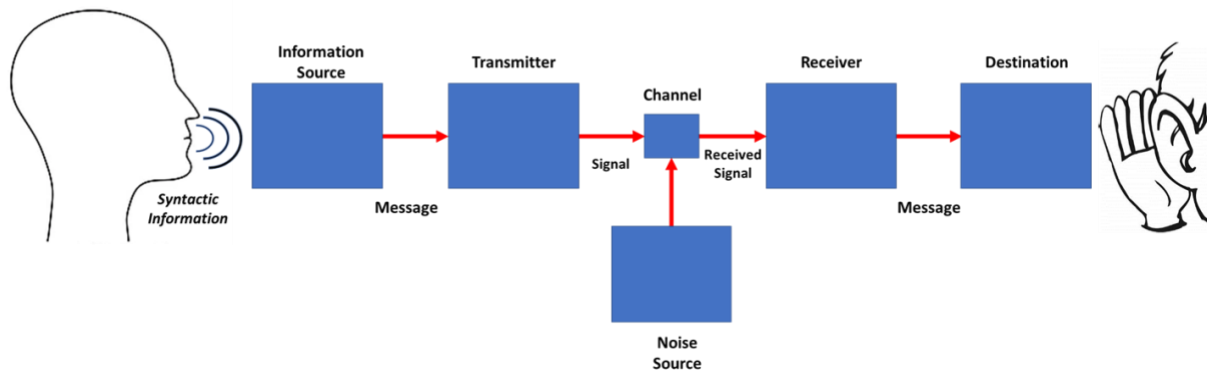 Information
Source
Transmitter
Channel
Receiver
Destination
Signal
Received
Signal
Syntactic
Information
Message
Message
Noise
Source